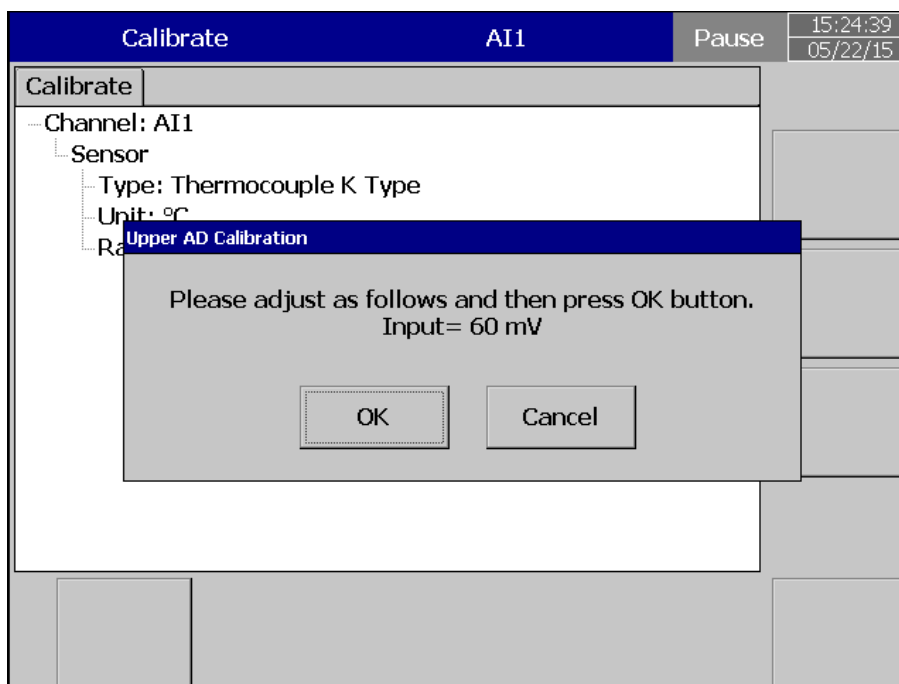 Calibrate AI1 Pause 15:24:39
05/22/15
Calibrate
Channel: AI1
Sensor
Type: Thermocouple K Type
Unit: °C
Upper AD Calibration
Please adjust as follows and then press OK button.
Input= 60 mV
OK Cancel